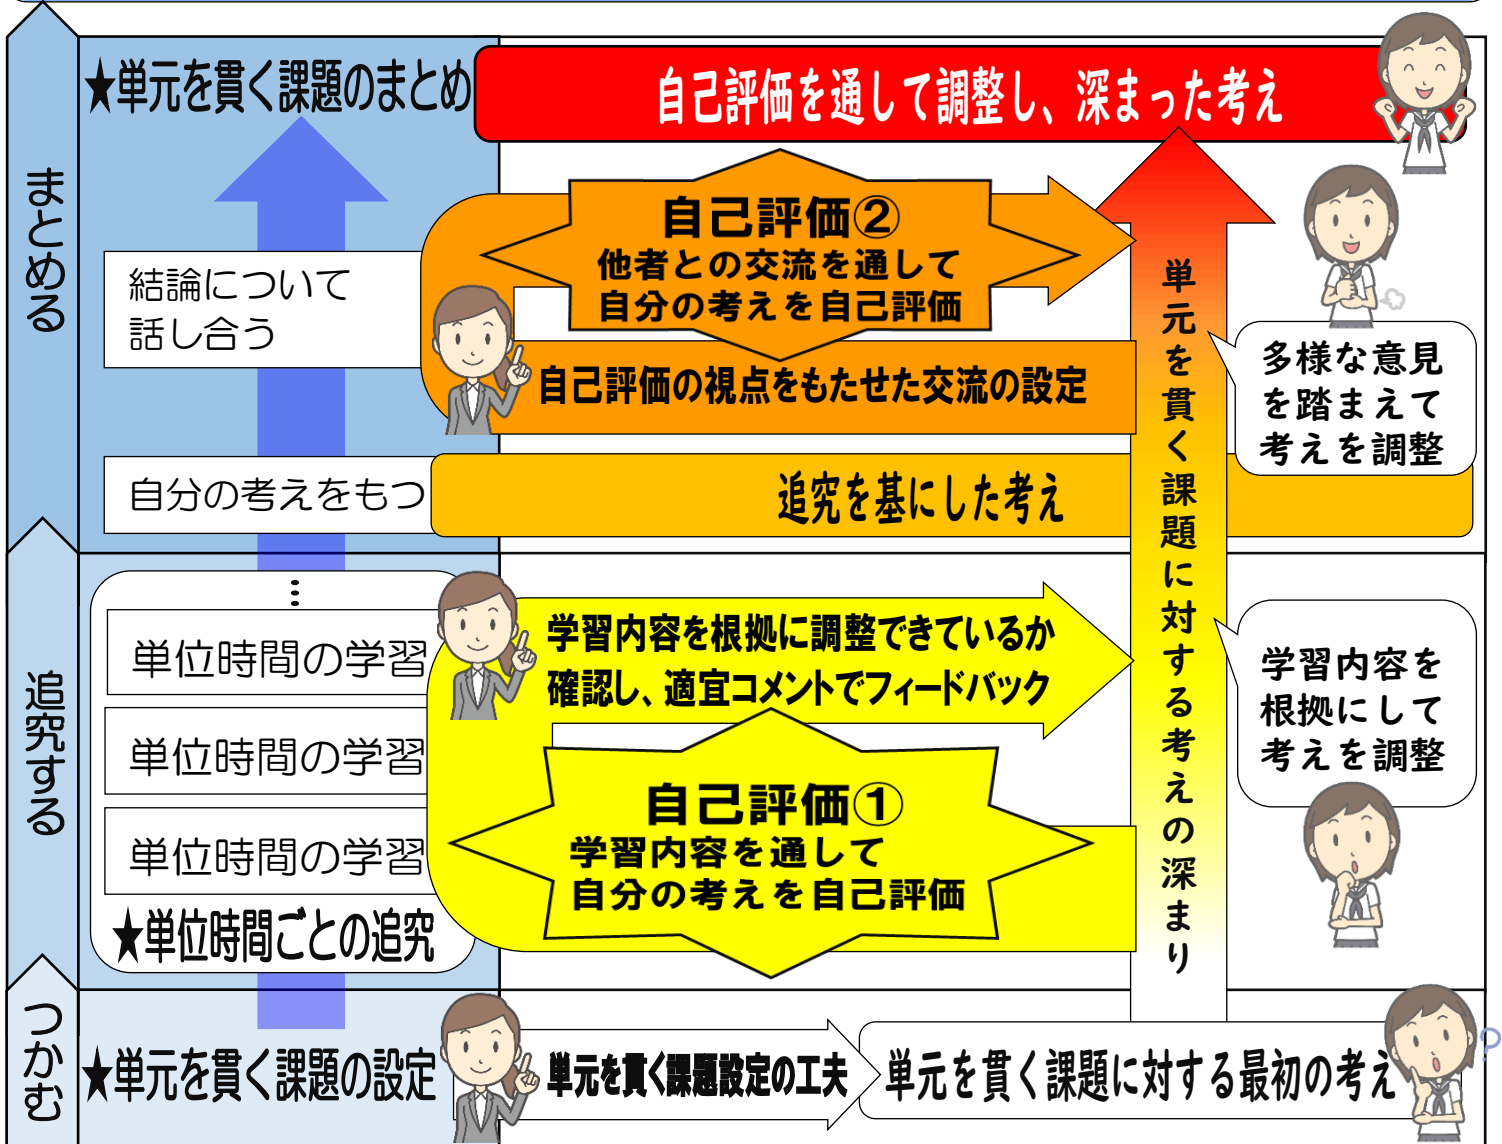 まとめる
★単元を貫く課題のまとめ
自己評価を通して調整し、深まった考え
結論について
話し合う
自己評価②
他者との交流を通して
自分の考えを自己評価
自己評価の視点をもたせた交流の設定
多様な意見
を踏まえて
考えを調整
自分の考えをもつ
追究を基にした考え
単元を貫く課題に対する考えの深まり
追究する
⋮
単位時間の学習
単位時間の学習
単位時間の学習
★単位時間ごとの追究
学習内容を根拠に調整できているか
確認し、適宜コメントでフィードバック
自己評価①
学習内容を通して
自分の考えを自己評価
学習内容を
根拠にして
考えを調整
つかむ
★単元を貫く課題の設定
単元を貫く課題設定の工夫
単元を貫く課題に対する最初の考え
?